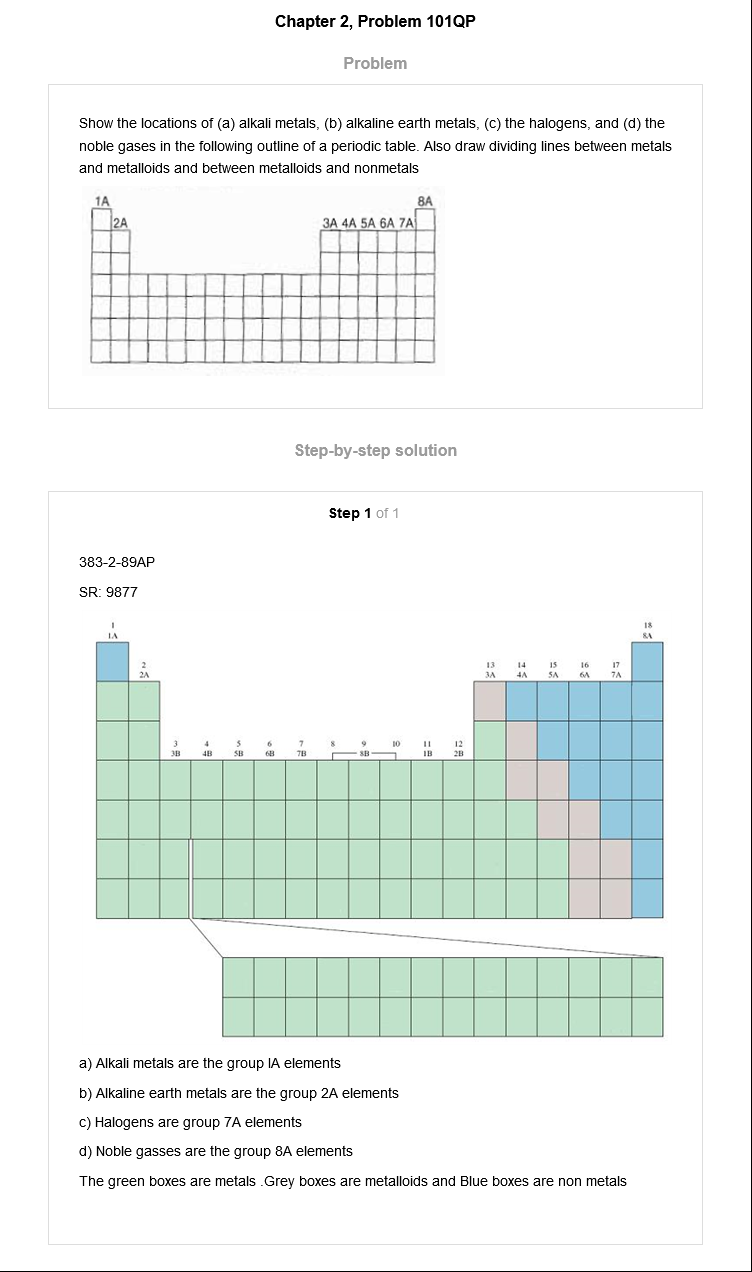 Chapter 2, Problem 101QP
Problem
Show the locations of (a) alkali metals, (b) alkaline earth metals, (c) the halogens, and (d) the
noble gases in the following outline of a periodic table. Also draw dividing lines between metals
and metalloids and between metalloids and nonmetals
1A 8A
2A 3A 4A 5A 6A 7A
Step-by-step solution
Step 1 of 1
383-2-89AP
SR: 9877
1 18
1A 8A
2 13 14 15 16 17
2A 3A 4A 5A 6A 7A
3 4 5 6 7 8 9 10 11 12
3B 4B 5B 6B 7B 8B 1B 2B
a) Alkali metals are the group IA elements
b) Alkaline earth metals are the group 2A elements
c) Halogens are group 7A elements
d) Noble gasses are the group 8A elements
The green boxes are metals .Grey boxes are metalloids and Blue boxes are non metals